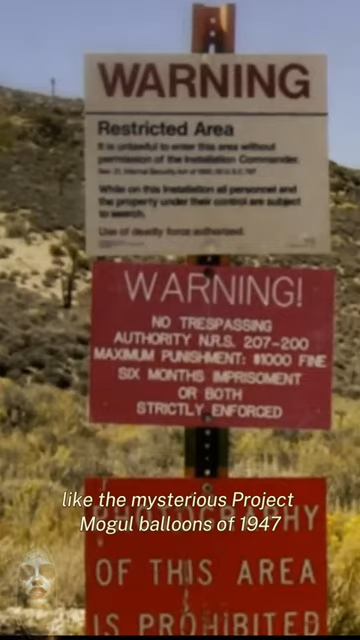 WARNING
Restricted Area
It is unlawful to enter this area without
permission of the Installation Commander.
While on this Installation all personnel and
the property under their control are subject
to search.
Use of deadly force authorized.
WARNING!
NO TRESPASSING
AUTHORITY N.R.S. 207-200
MAXIMUM PUNISHMENT: $1000 FINE
SIX MONTHS IMPRISOMENT
OR BOTH
STRICTLY ENFORCED
like the mysterious Project
Mogul balloons of 1947
PHOTOGRAPHY
OF THIS AREA
IS PROHIBITED